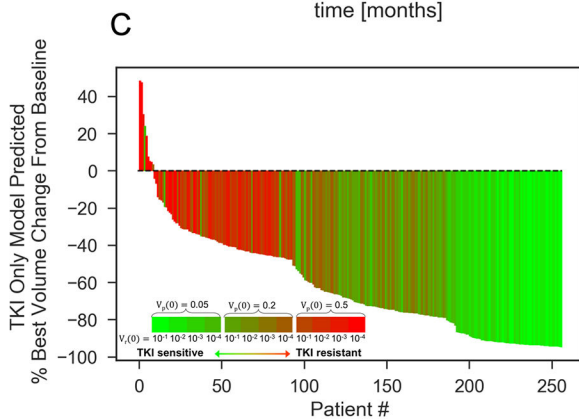 time [months]
C
TKI Only Model Predicted
% Best Volume Change From Baseline
40
20
0
−20
−40
−60
−80
−100
V_p(0) = 0.05 V_p(0) = 0.2 V_p(0) = 0.5
V_r(0) = 10⁻¹ 10⁻² 10⁻³ 10⁻⁴ 10⁻¹ 10⁻² 10⁻³ 10⁻⁴ 10⁻¹ 10⁻² 10⁻³ 10⁻⁴
TKI sensitive TKI resistant
0 50 100 150 200 250
Patient #